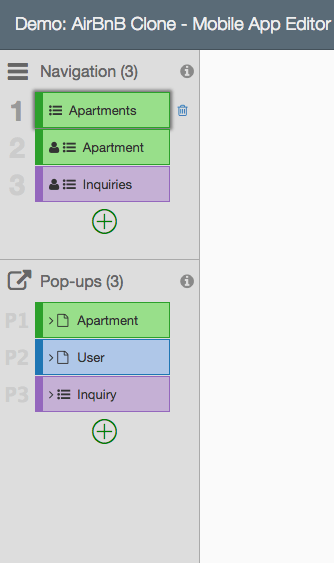 Demo: AirBnB Clone - Mobile App Editor
Navigation (3)
1 Apartments
2 Apartment
3 Inquiries
Pop-ups (3)
P1 Apartment
P2 User
P3 Inquiry